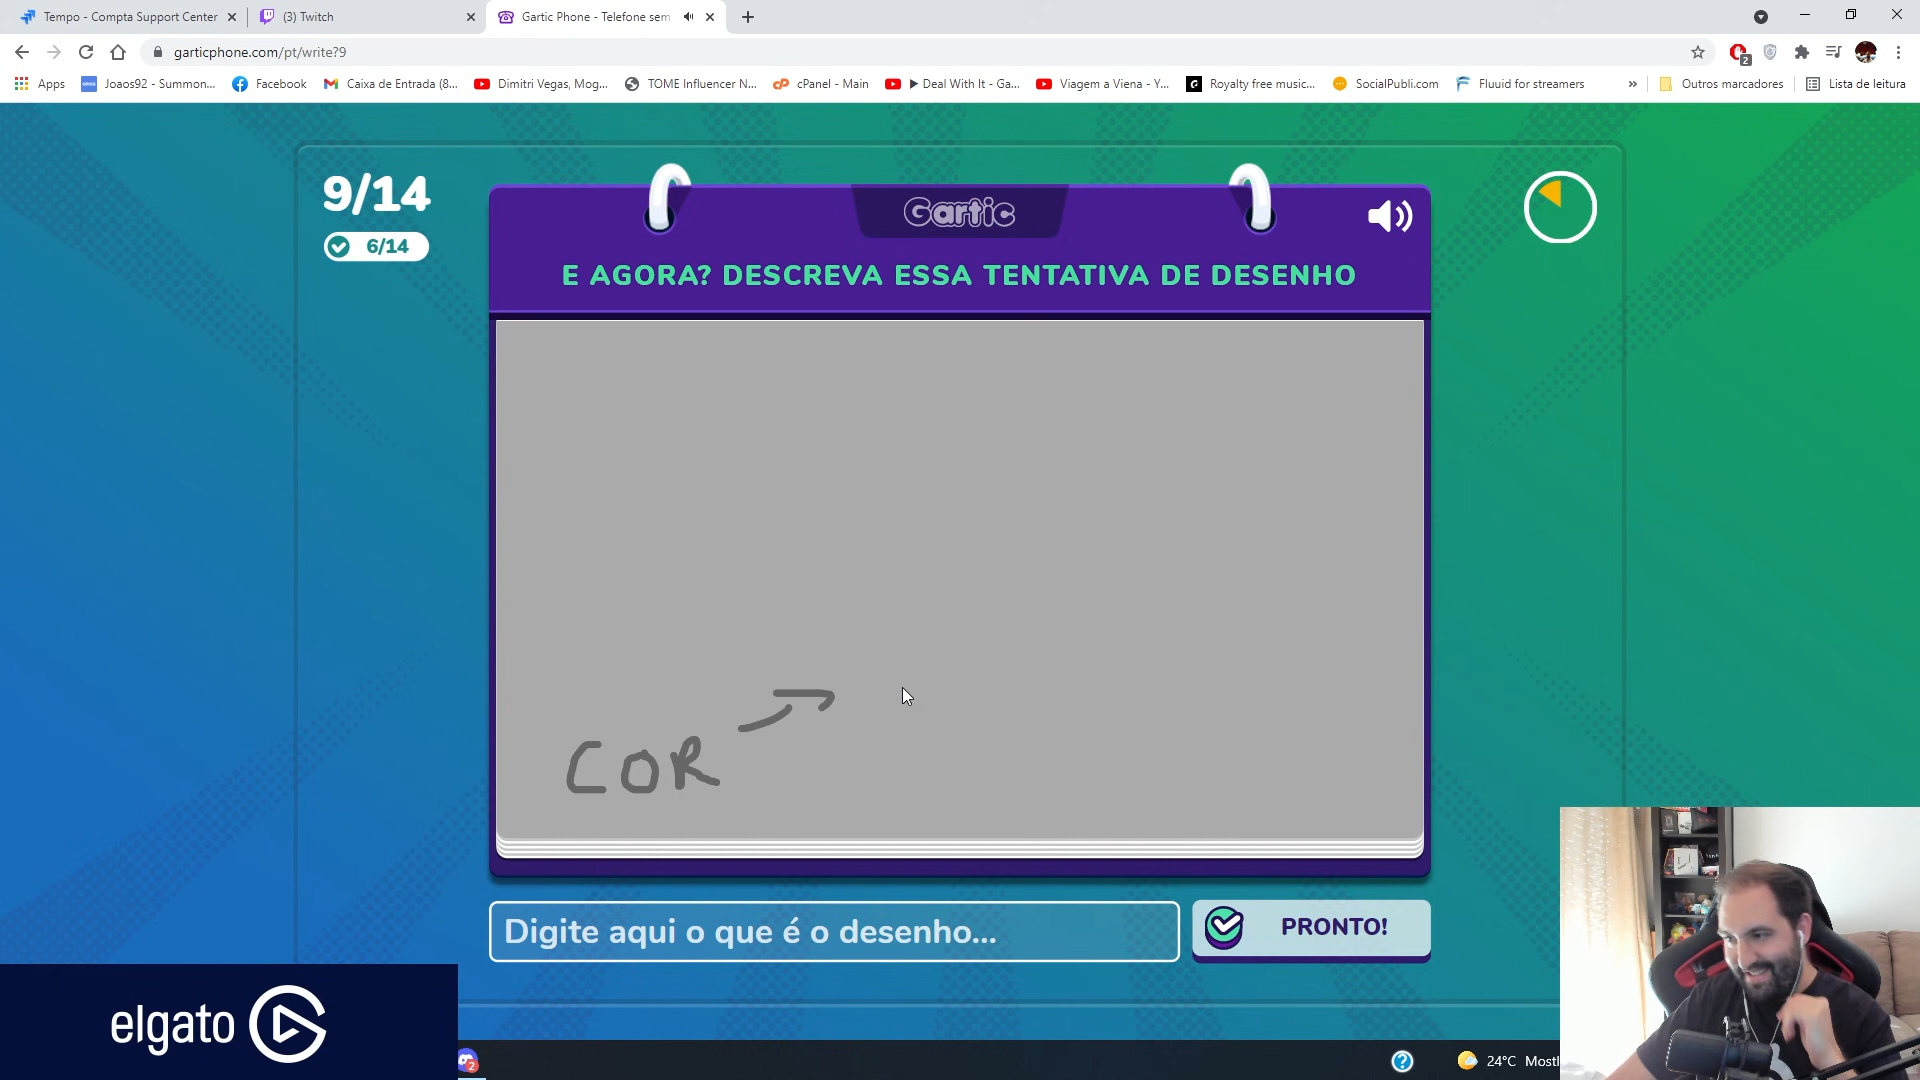 Tempo - Compta Support Center
(3) Twitch
Gartic Phone - Telefone sem
garticphone.com/pt/write?9
2
Apps
Joaos92 - Summon...
Facebook
Caixa de Entrada (8...
Dimitri Vegas, Mog...
TOME Influencer N...
cPanel - Main
Deal With It - Ga...
Viagem a Viena - Y...
Royalty free music...
SocialPubli.com
Fluuid for streamers
»
Outros marcadores
Lista de leitura
9/14
6/14
Gartic
E AGORA? DESCREVA ESSA TENTATIVA DE DESENHO
COR
Digite aqui o que é o desenho...
PRONTO!
elgato
2
?
24°C Mostl